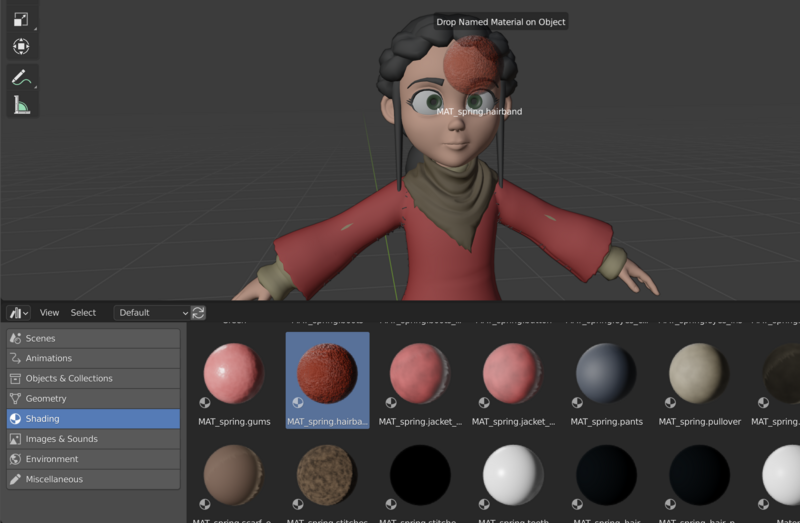 Drop Named Material on Object
MAT_spring.hairband
View Select Default
Scenes
Animations
Objects & Collections
Geometry
Shading
Images & Sounds
Environment
Miscellaneous
MAT_spring.gums MAT_spring.hairba... MAT_spring.jacket_... MAT_spring.jacket_... MAT_spring.pants MAT_spring.pullover MAT_spring.